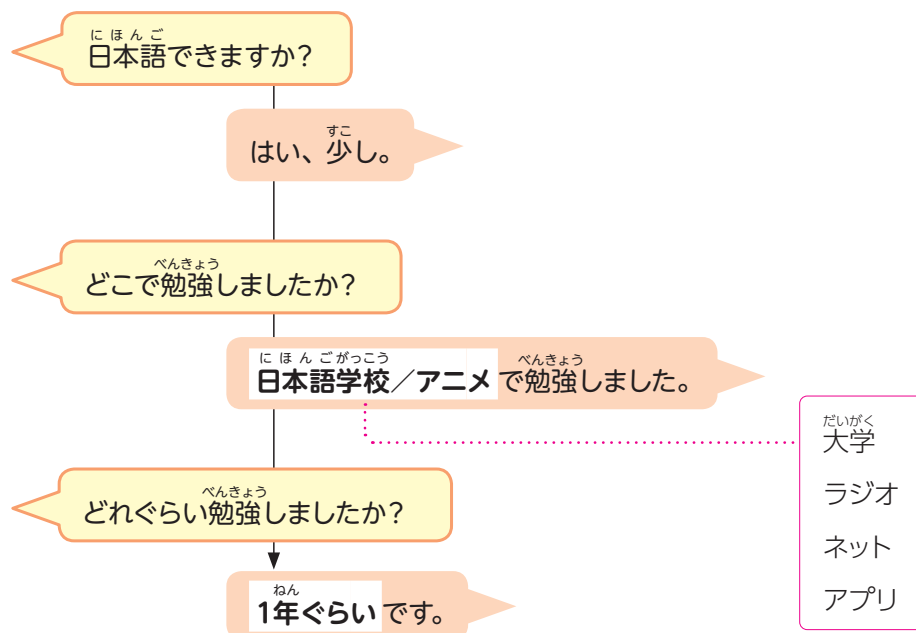 にほんご
日本語できますか？
すこ
はい、少し。
べんきょう
どこで勉強しましたか？
にほんごがっこう べんきょう
日本語学校／アニメで勉強しました。
だいがく
大学
ラジオ
ネット
アプリ
べんきょう
どれぐらい勉強しましたか？
ねん
1年ぐらいです。